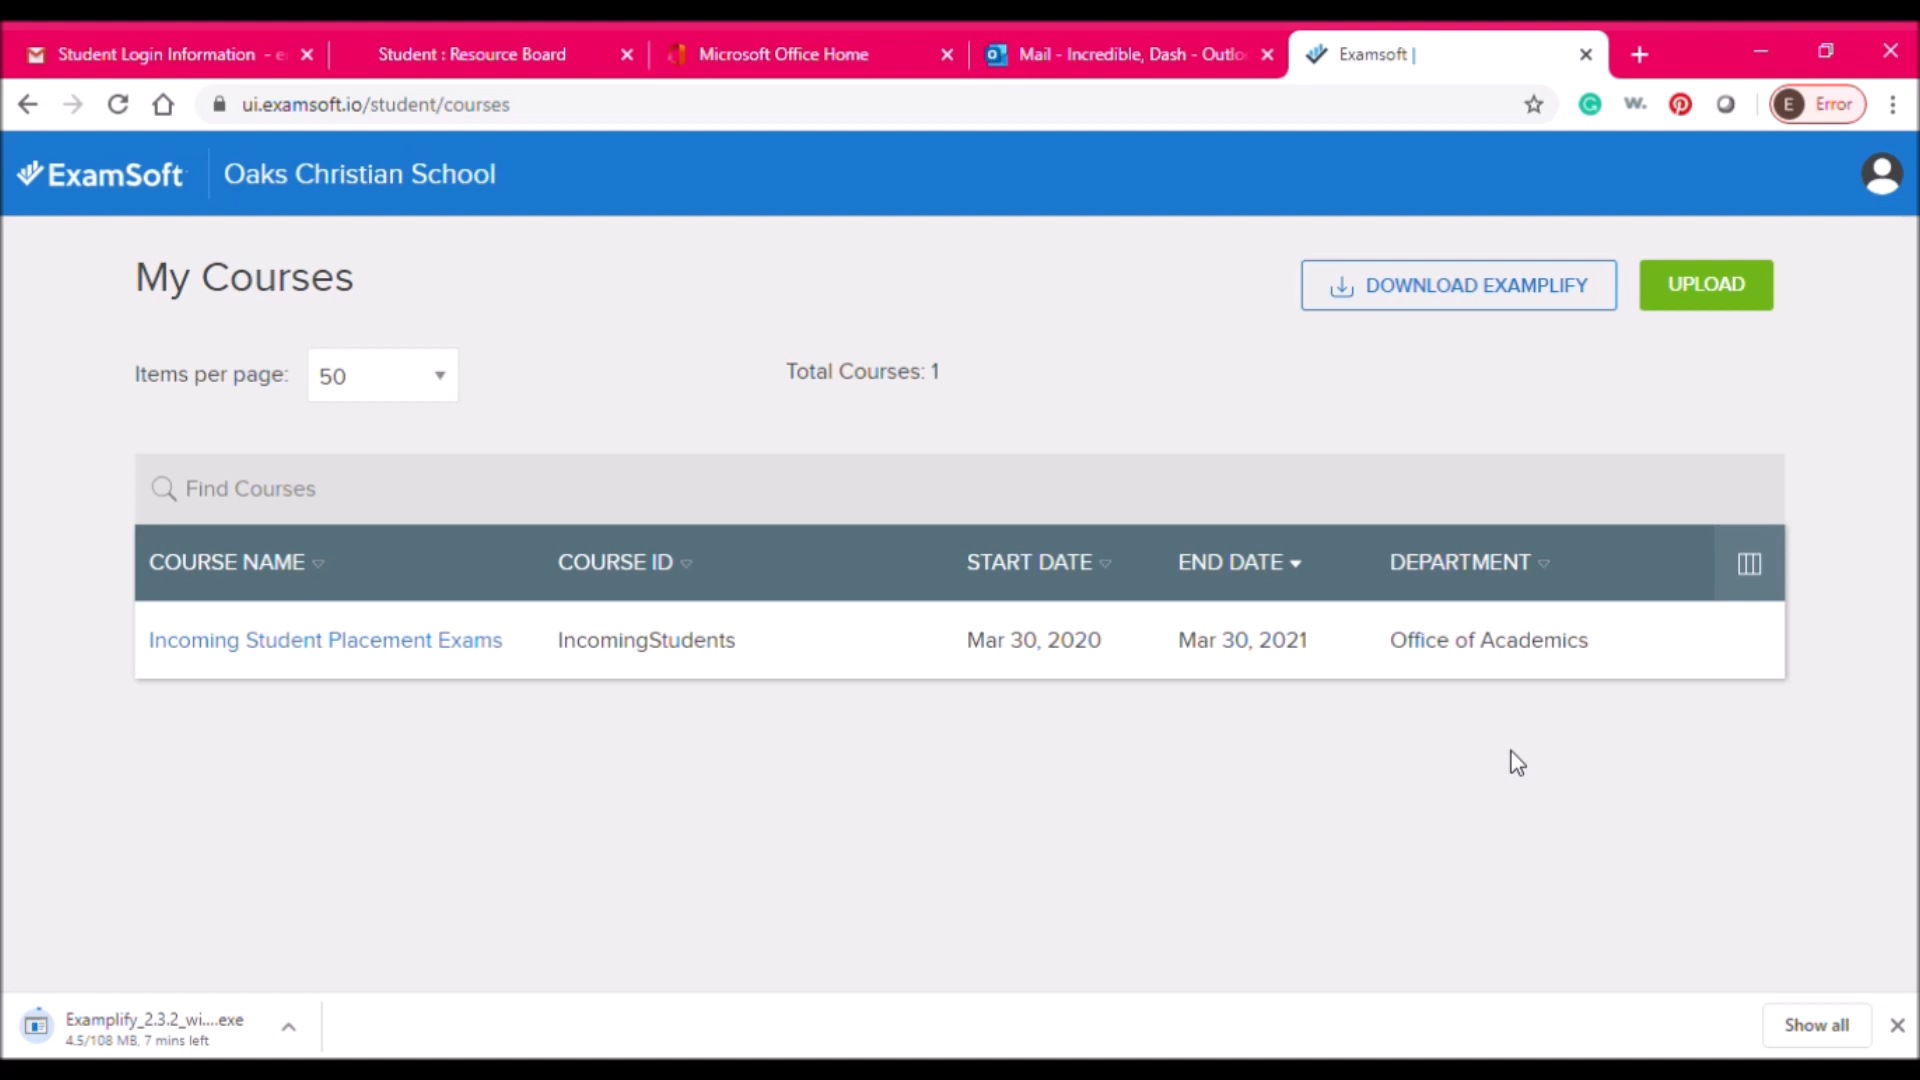 Student Login Information - e
Student : Resource Board
Microsoft Office Home
Mail - Incredible, Dash - Outlo
Examsoft |
ui.examsoft.io/student/courses
W.
E
Error
ExamSoft
Oaks Christian School
My Courses
DOWNLOAD EXAMPLIFY
UPLOAD
Items per page:
50
Total Courses: 1
Find Courses
COURSE NAME
COURSE ID
START DATE
END DATE
DEPARTMENT
Incoming Student Placement Exams
IncomingStudents
Mar 30, 2020
Mar 30, 2021
Office of Academics
Examplify_2.3.2_wi....exe
4.5/108 MB, 7 mins left
Show all